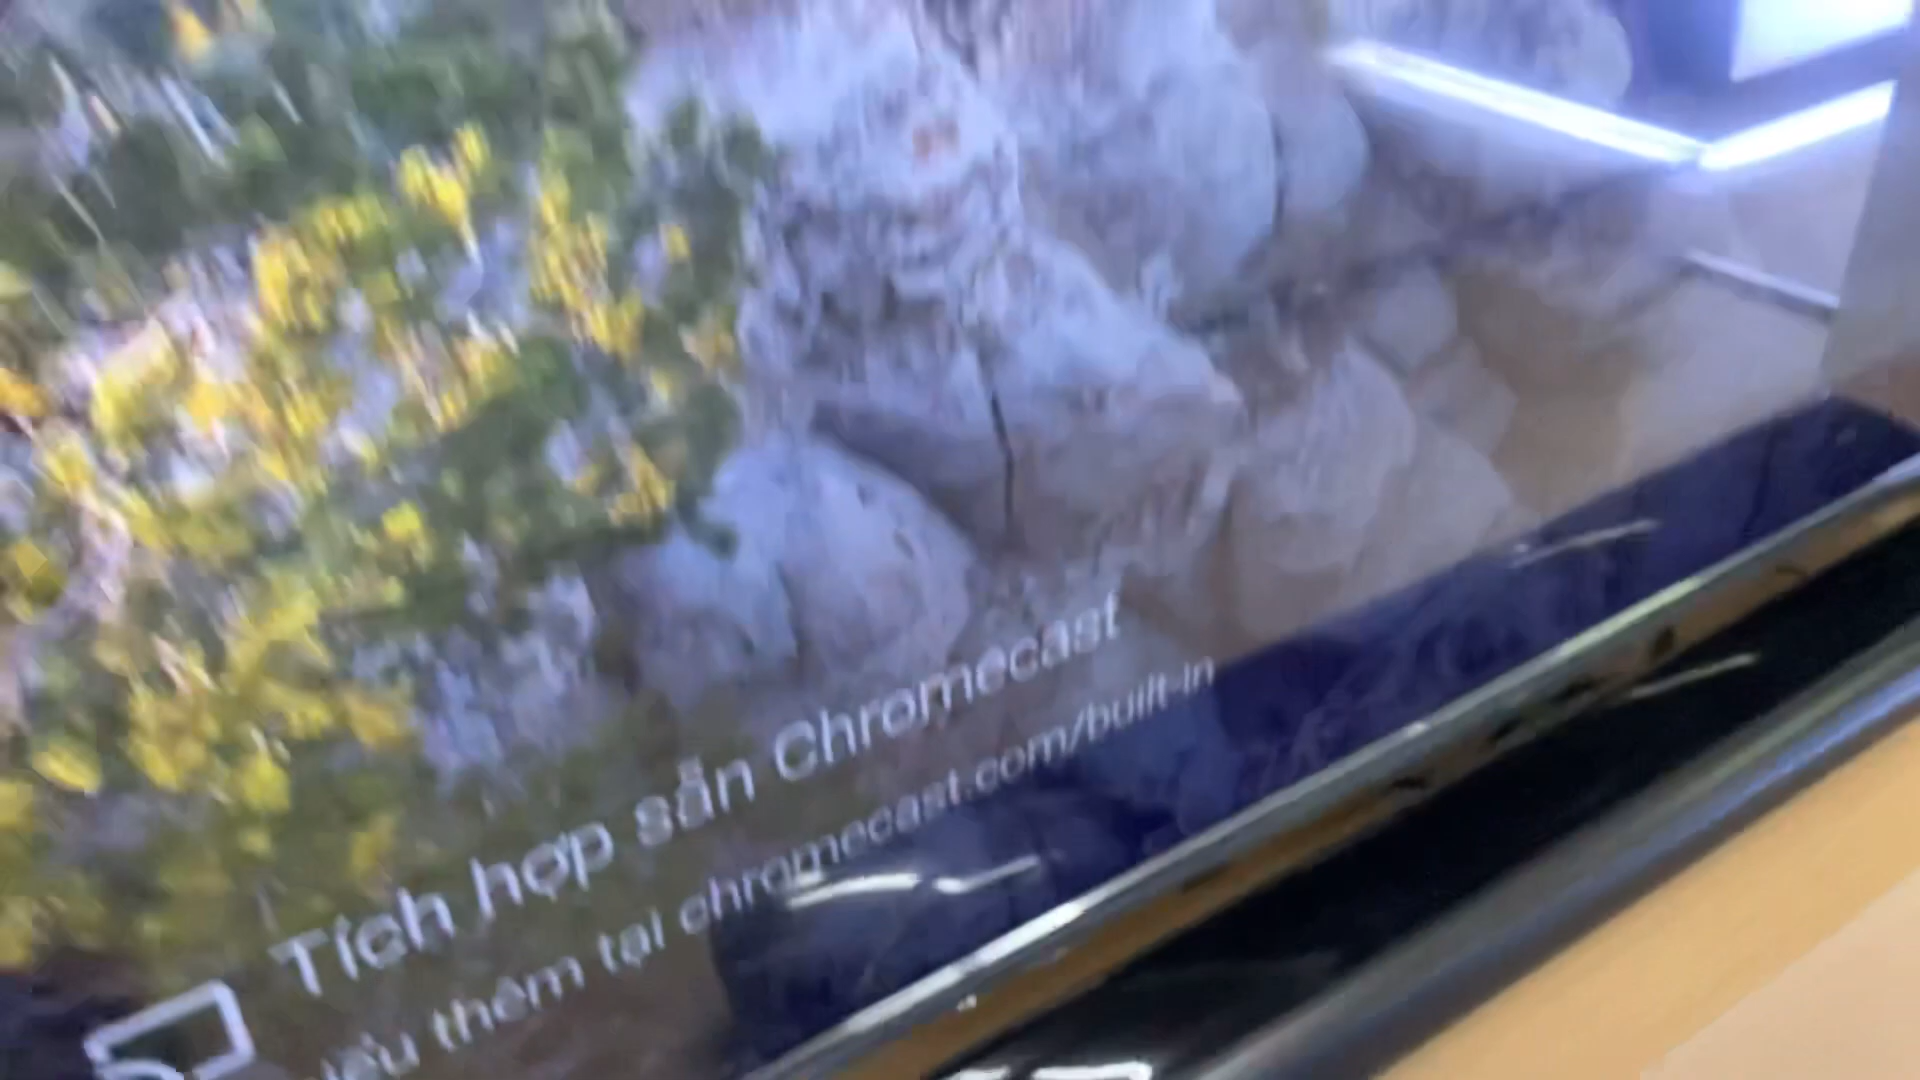 Tích hợp sẵn Chromecast
thêm tại chromecast.com/built-in